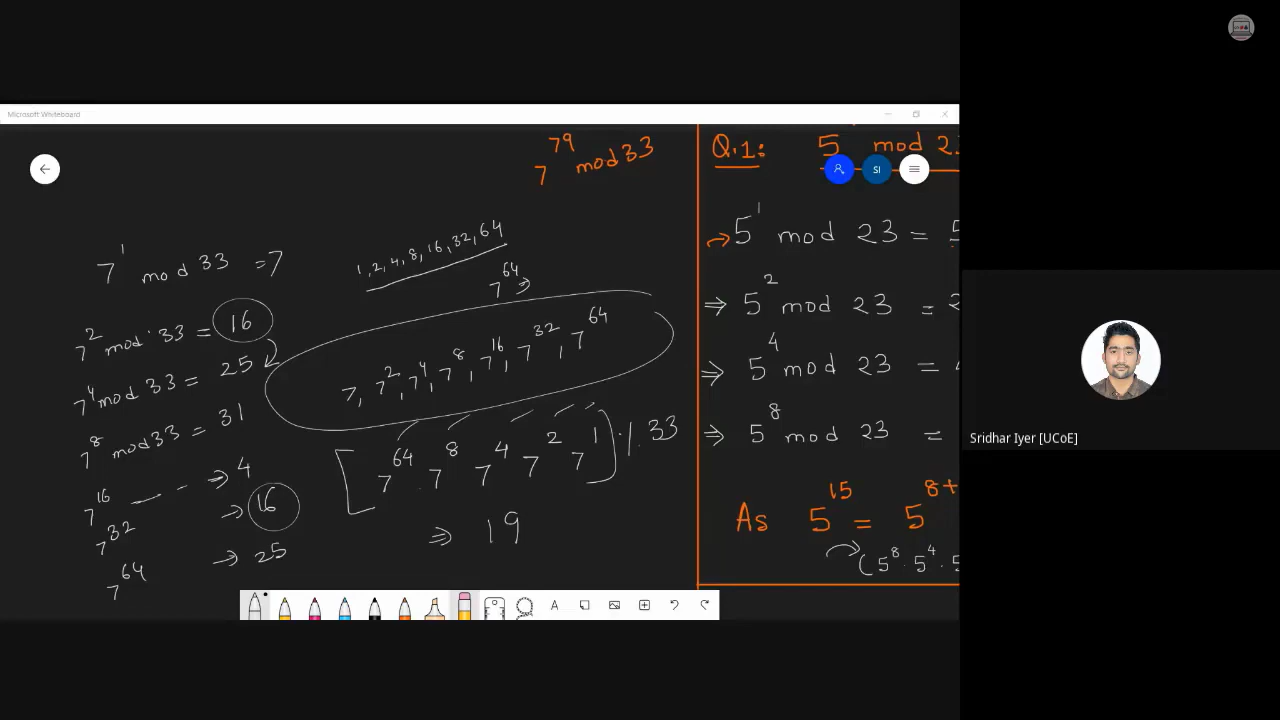 Microsoft Whiteboard
7^79 mod 33
7^1 mod 33 = 7
7^2 mod 33 = 16
7^4 mod 33 = 25
7^8 mod 33 = 31
7^16 — - - ⇒ 4
7^32 → 16
7^64 → 25
1, 2, 4, 8, 16, 32, 64
7^64 ⇒
7, 7^2, 7^4, 7^8, 7^16, 7^32, 7^64
[7^64 . 7^8 7^4 7^2 7^1] % 33
⇒ 19
Q.1: 5 mod 2
SI
→ 5^1 mod 23 = 5
⇒ 5^2 mod 23 = 2
⇒ 5^4 mod 23 =
⇒ 5^8 mod 23 =
As 5^15 = 5^8+
(5^8 . 5^4 . 5
A
Sridhar Iyer [UCoE]